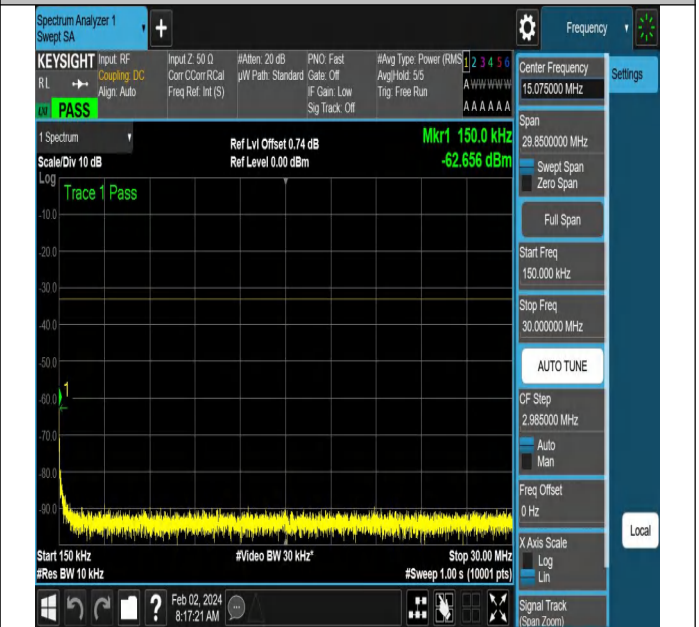 Spectrum Analyzer 1
Swept SA
Frequency
KEYSIGHT
RL
PASS
Input: RF
Coupling: DC
Align: Auto
Input Z: 50 Ω
Corr CCorr RCal
Freq Ref: Int (S)
#Atten: 20 dB
µW Path: Standard
PNO: Fast
Gate: Off
IF Gain: Low
Sig Track: Off
#Avg Type: Power (RMS
Avg|Hold: 5/5
Trig: Free Run
1 2 3 4 5 6
A W W W W W
A A A A A A
1 Spectrum
Scale/Div 10 dB
Ref Lvl Offset 0.74 dB
Ref Level 0.00 dBm
Mkr1 150.0 kHz
-62.656 dBm
Log
Trace 1 Pass
-10.0
-20.0
-30.0
-40.0
-50.0
-60.0
-70.0
-80.0
-90.0
1
Start 150 kHz
#Res BW 10 kHz
#Video BW 30 kHz*
Stop 30.00 MHz
#Sweep 1.00 s (10001 pts)
?
Feb 02, 2024
8:17:21 AM
Center Frequency
15.075000 MHz
Settings
Span
29.8500000 MHz
Swept Span
Zero Span
Full Span
Start Freq
150.000 kHz
Stop Freq
30.000000 MHz
AUTO TUNE
CF Step
2.985000 MHz
Auto
Man
Freq Offset
0 Hz
Local
X Axis Scale
Log
Lin
Signal Track
(Span Zoom)